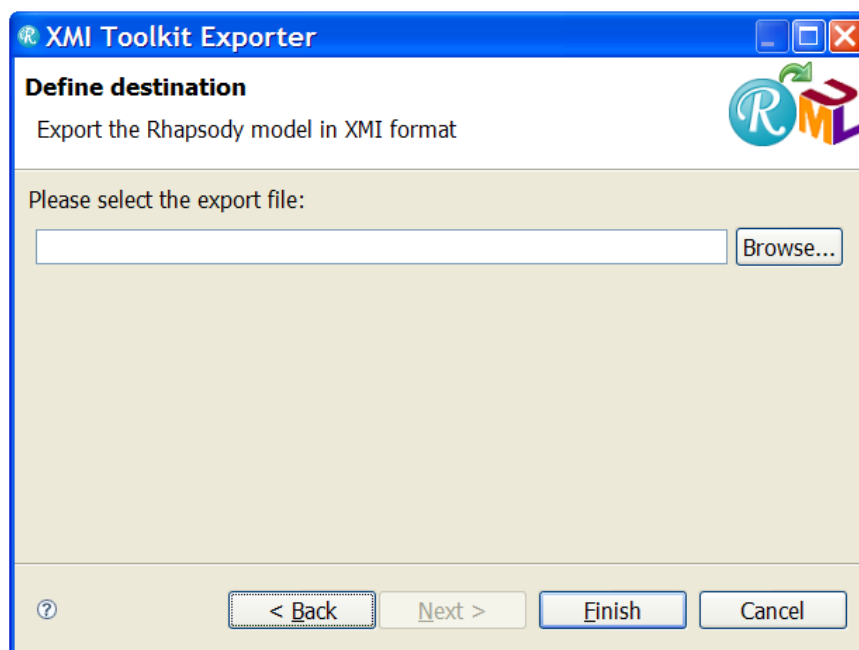 XMI Toolkit Exporter
Define destination
Export the Rhapsody model in XMI format
R UML
Please select the export file:
Browse...
? < Back Next > Finish Cancel